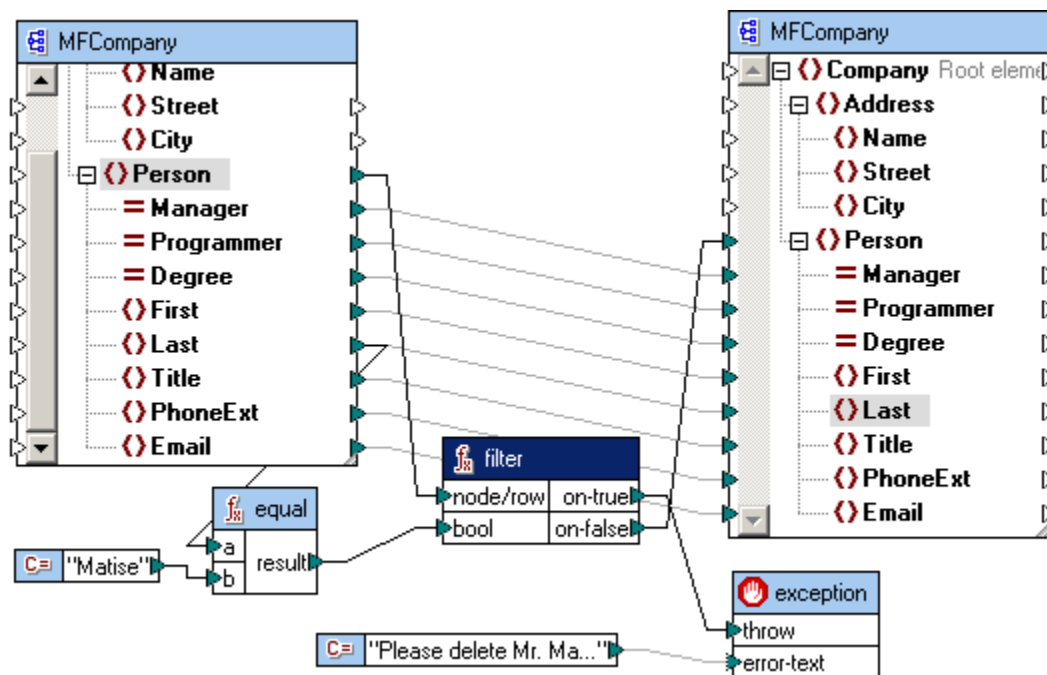 MFCompany
Name
Street
City
Person
Manager
Programmer
Degree
First
Last
Title
PhoneExt
Email
MFCompany
Company Root eleme
Address
Name
Street
City
Person
Manager
Programmer
Degree
First
Last
Title
PhoneExt
Email
filter
node/row on-true
bool on-false
equal
a
result
b
C= "Matise"
exception
throw
error-text
C= "Please delete Mr. Ma..."